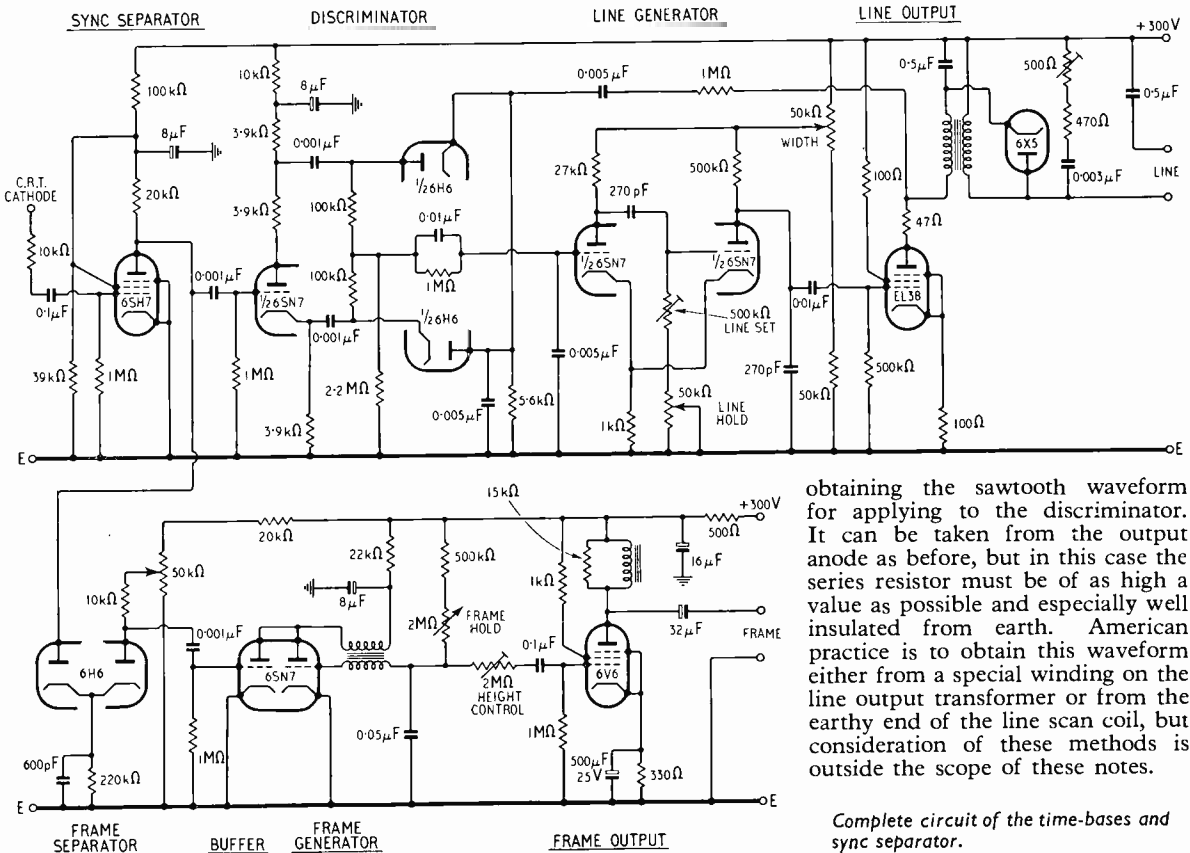 SYNC SEPARATOR
DISCRIMINATOR
LINE GENERATOR
LINE OUTPUT
+300V
100kΩ
8μF
20kΩ
C.R.T.
CATHODE
10kΩ
0·1μF
6SH7
39kΩ
1MΩ
10kΩ
8μF
3·9kΩ
0·001μF
3·9kΩ
0·001μF
½6SN7
0·001μF
1MΩ
3·9kΩ
½6H6
100kΩ
0·01μF
1MΩ
100kΩ
½6H6
2·2MΩ
0·005μF
5·6kΩ
0·005μF
1MΩ
27kΩ
270pF
500kΩ
½6SN7
½6SN7
500kΩ
LINE SET
0·005μF
1kΩ
50kΩ
LINE
HOLD
50kΩ
WIDTH
270pF
0·01μF
50kΩ
500kΩ
100Ω
47Ω
EL38
100Ω
0·5μF
6X5
500Ω
470Ω
0·003μF
0·5μF
LINE
E
E
+300V
500Ω
20kΩ
50kΩ
10kΩ
0·001μF
6H6
600pF
220kΩ
1MΩ
8μF
22kΩ
6SN7
500kΩ
2MΩ
FRAME
HOLD
0·05μF
2MΩ
HEIGHT
CONTROL
0·1μF
1MΩ
15kΩ
1kΩ
6V6
500μF
25V
330Ω
16μF
32μF
FRAME
E
E
FRAME
SEPARATOR
BUFFER
FRAME
GENERATOR
FRAME OUTPUT
obtaining the sawtooth waveform
for applying to the discriminator.
It can be taken from the output
anode as before, but in this case the
series resistor must be of as high a
value as possible and especially well
insulated from earth. American
practice is to obtain this waveform
either from a special winding on the
line output transformer or from the
earthy end of the line scan coil, but
consideration of these methods is
outside the scope of these notes.
Complete circuit of the time-bases and
sync separator.